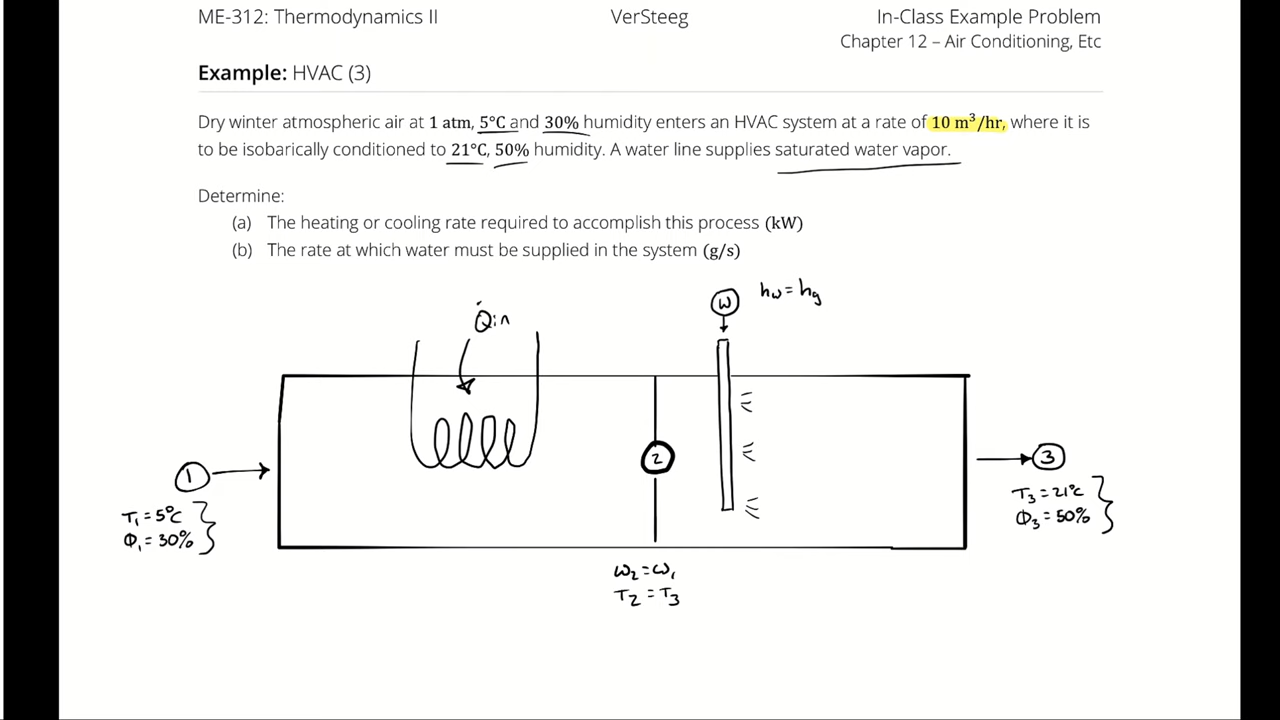 ME-312: Thermodynamics II VerSteeg In-Class Example Problem
Chapter 12 – Air Conditioning, Etc
Example: HVAC (3)
Dry winter atmospheric air at 1 atm, 5°C and 30% humidity enters an HVAC system at a rate of 10 m³/hr, where it is
to be isobarically conditioned to 21°C, 50% humidity. A water line supplies saturated water vapor.
Determine:
(a) The heating or cooling rate required to accomplish this process (kW)
(b) The rate at which water must be supplied in the system (g/s)
Q̇in
W
hw = hg
1
2
3
T₁ = 5°C
Φ₁ = 30%
T₃ = 21°C
Φ₃ = 50%
ω₂ = ω₁
T₂ = T₃